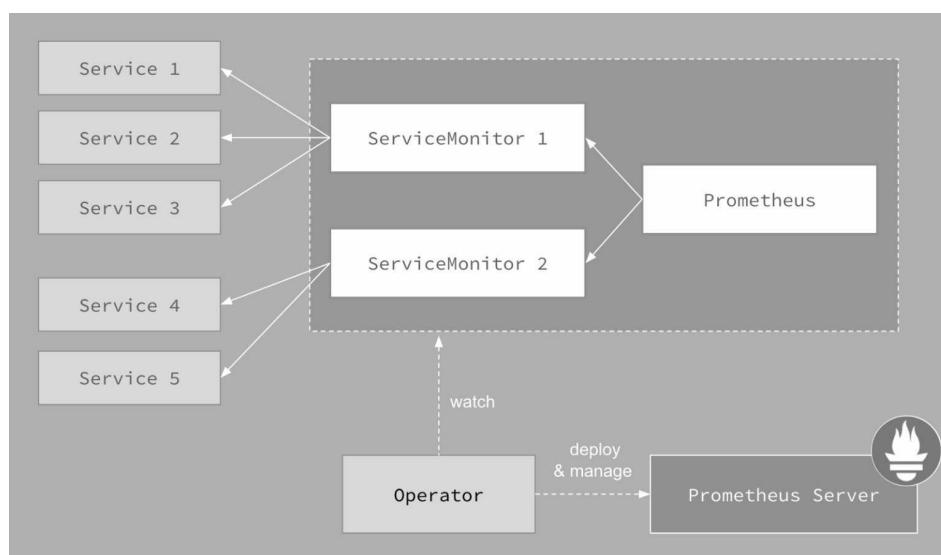 Service 1
Service 2
Service 3
Service 4
Service 5
ServiceMonitor 1
ServiceMonitor 2
Prometheus
watch
Operator
deploy
& manage
Prometheus Server